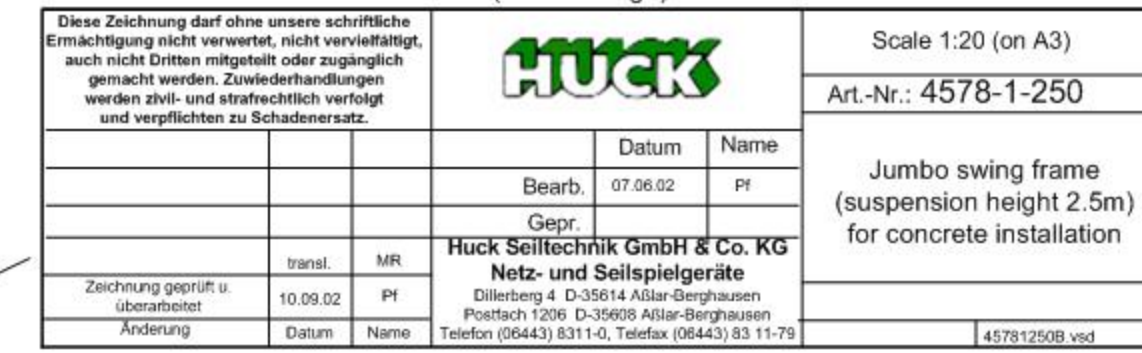 Diese Zeichnung darf ohne unsere schriftliche
Ermächtigung nicht verwertet, nicht vervielfältigt,
auch nicht Dritten mitgeteilt oder zugänglich
gemacht werden. Zuwiederhandlungen
werden zivil- und strafrechtlich verfolgt
und verpflichten zu Schadenersatz.
HUCK
Scale 1:20 (on A3)
Art.-Nr.: 4578-1-250
Datum Name
Bearb. 07.06.02 Pf
Gepr.
Jumbo swing frame
(suspension height 2.5m)
for concrete installation
transl. MR
Zeichnung geprüft u.
überarbeitet 10.09.02 Pf
Änderung Datum Name
Huck Seiltechnik GmbH & Co. KG
Netz- und Seilspielgeräte
Dillerberg 4 D-35614 Aßlar-Berghausen
Postfach 1206 D-35608 Aßlar-Berghausen
Telefon (06443) 8311-0, Telefax (06443) 83 11-79
45781250B.vsd